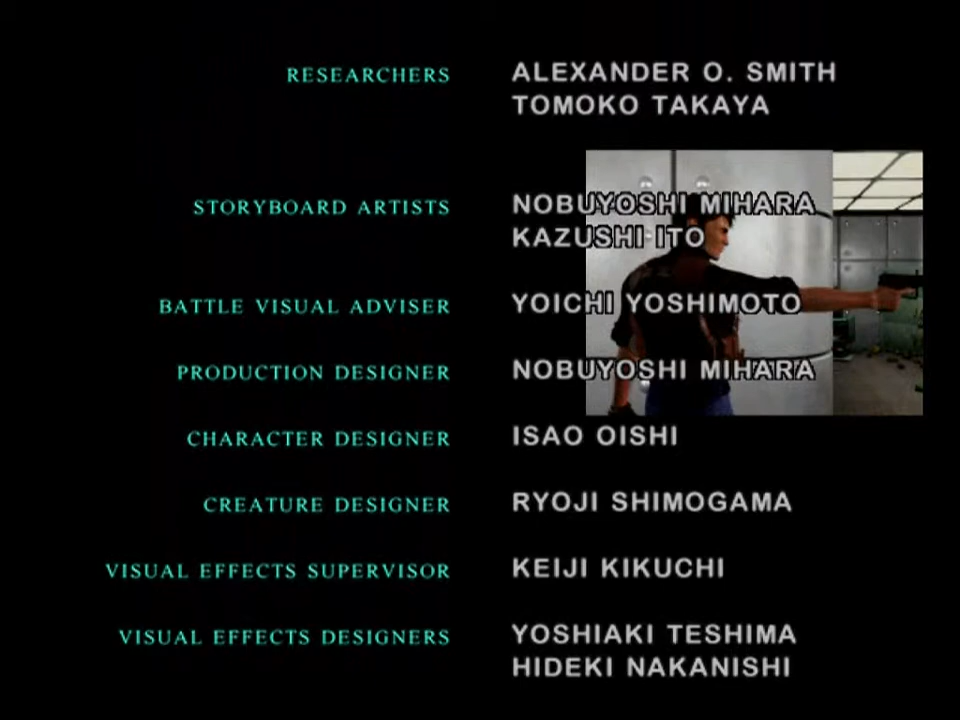 RESEARCHERS ALEXANDER O. SMITH
TOMOKO TAKAYA
STORYBOARD ARTISTS NOBUYOSHI MIHARA
KAZUSHI ITO
BATTLE VISUAL ADVISER YOICHI YOSHIMOTO
PRODUCTION DESIGNER NOBUYOSHI MIHARA
CHARACTER DESIGNER ISAO OISHI
CREATURE DESIGNER RYOJI SHIMOGAMA
VISUAL EFFECTS SUPERVISOR KEIJI KIKUCHI
VISUAL EFFECTS DESIGNERS YOSHIAKI TESHIMA
HIDEKI NAKANISHI